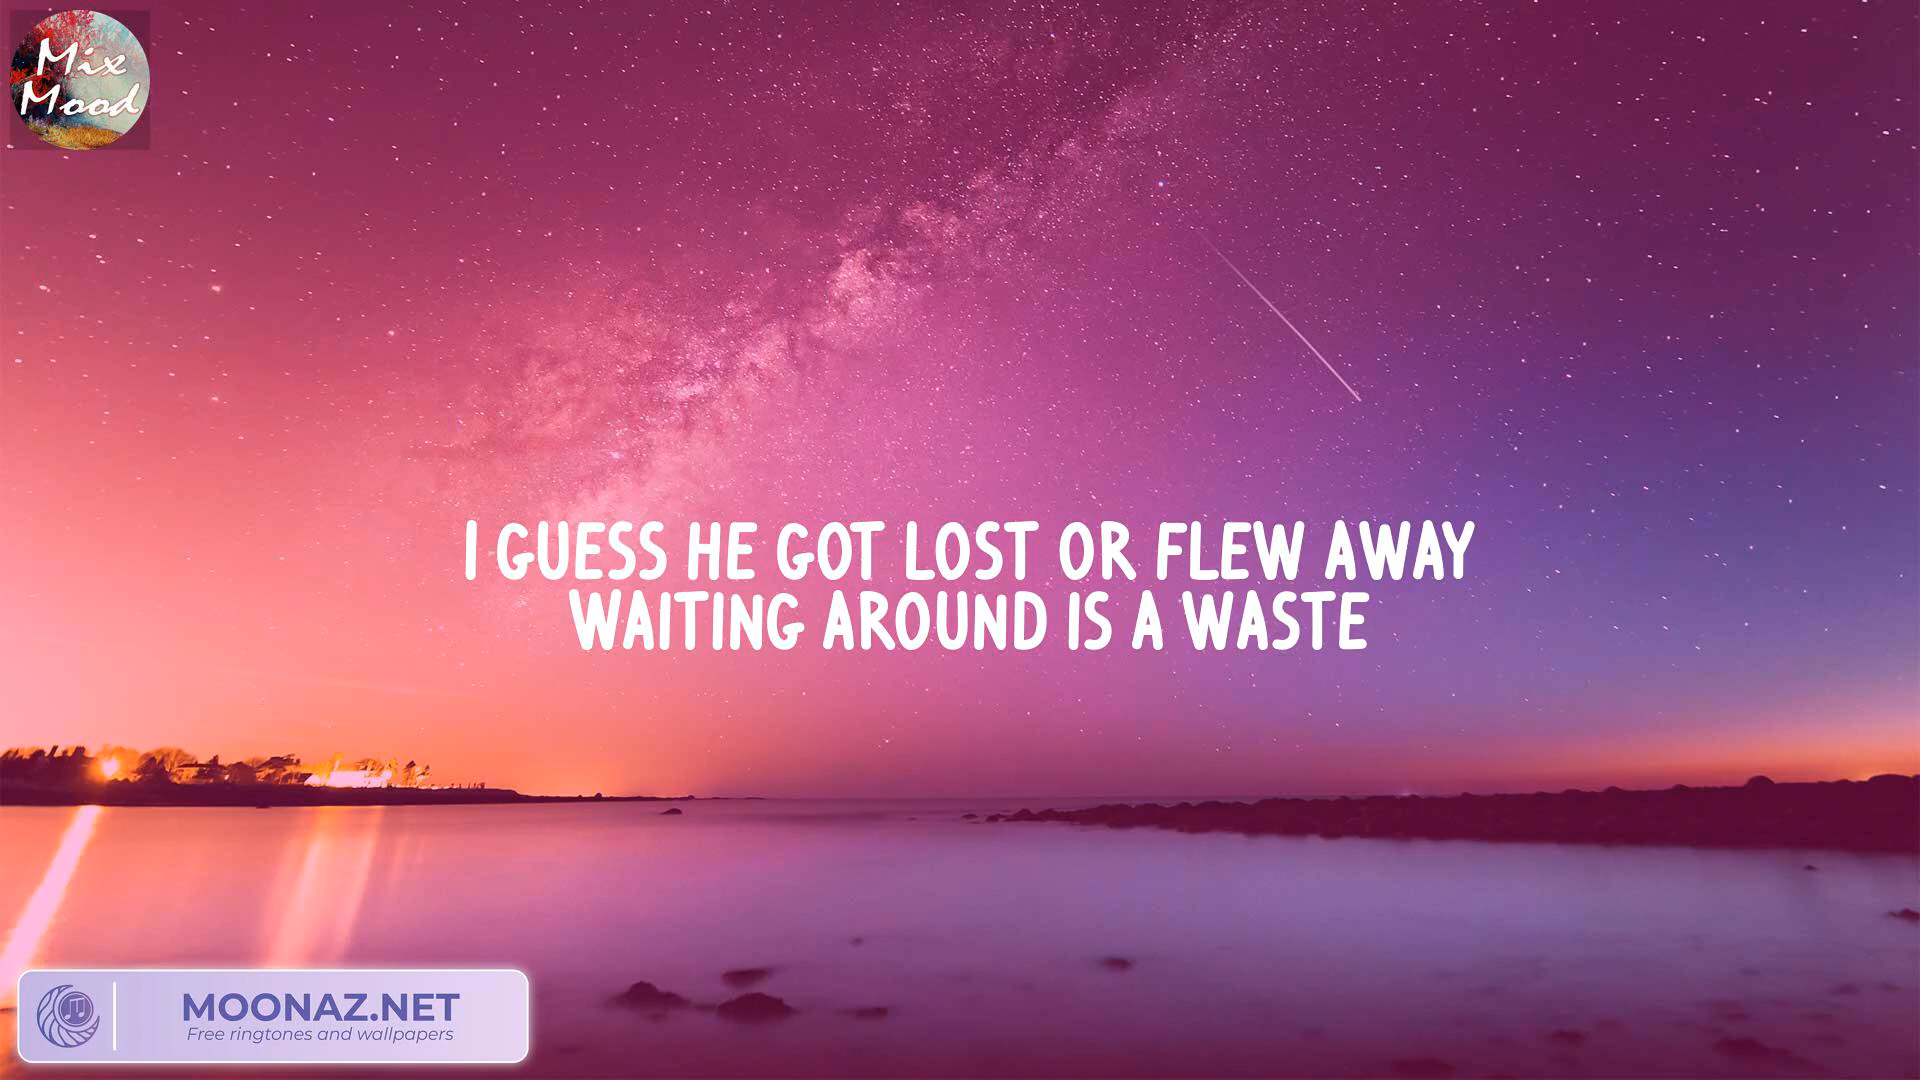 Mix
Mood
I GUESS HE GOT LOST OR FLEW AWAY
WAITING AROUND IS A WASTE
MOONAZ.NET
Free ringtones and wallpapers